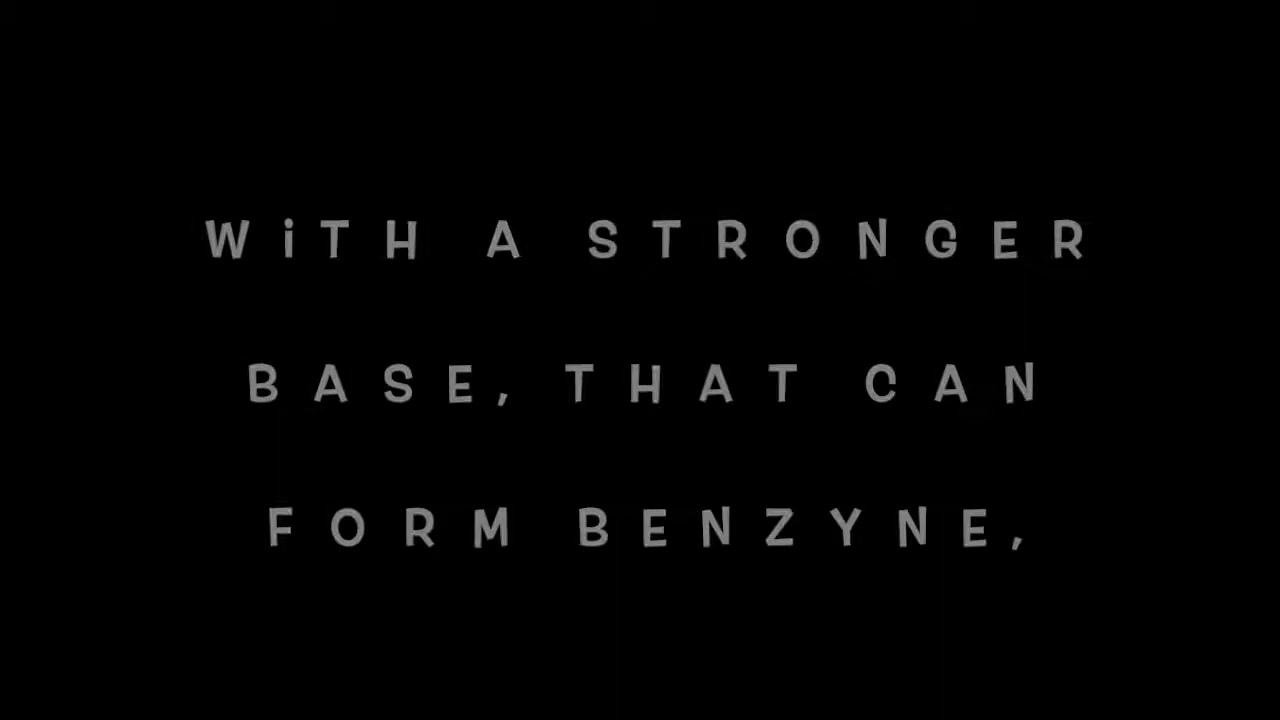 WiTH A STRONGER
BASE, THAT CAN
FORM BENZYNE,